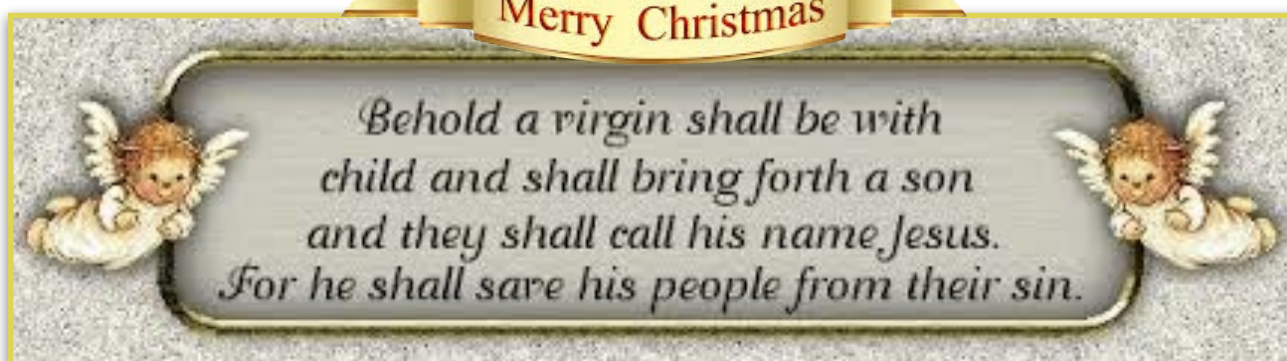 Merry Christmas
Behold a virgin shall be with
child and shall bring forth a son
and they shall call his name Jesus.
For he shall save his people from their sin.